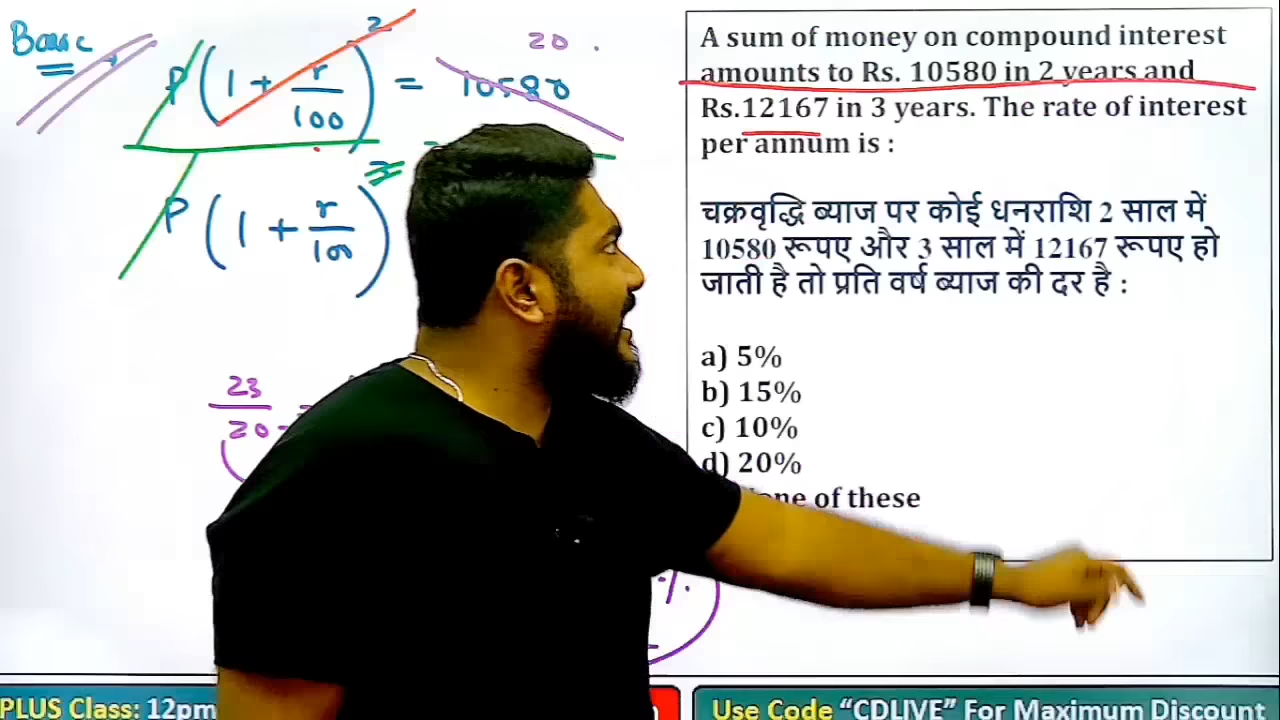 Basic
P(1 + r/100)² = 10580
20
P(1 + r/100)
23/20
A sum of money on compound interest
amounts to Rs. 10580 in 2 years and
Rs.12167 in 3 years. The rate of interest
per annum is :
चक्रवृद्धि ब्याज पर कोई धनराशि 2 साल में
10580 रूपए और 3 साल में 12167 रूपए हो
जाती है तो प्रति वर्ष ब्याज की दर है :
a) 5%
b) 15%
c) 10%
d) 20%
of these
PLUS Class: 12pm
Use Code “CDLIVE” For Maximum Discount